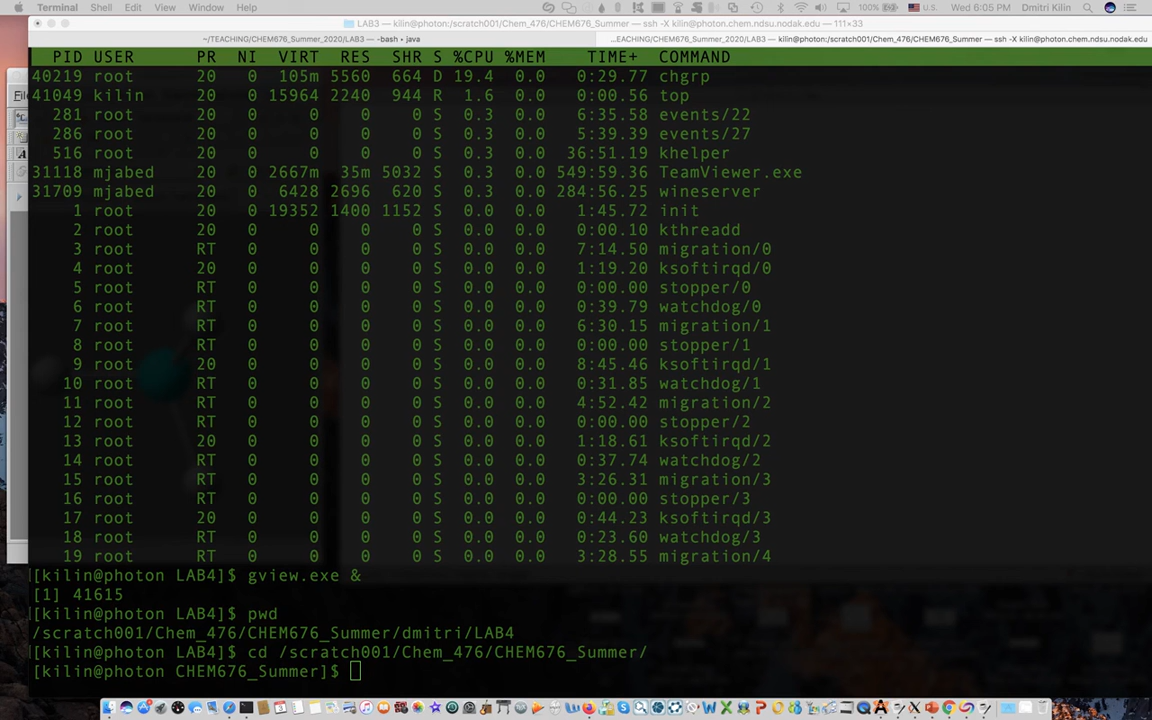 Shell Edit View Window Help 100% U.S. Wed 6:05 PM Dmitri Kilin
LAB3 — kilin@photon:/scratch001/Chem_476/CHEM676_Summer — ssh -X kilin@photon.chem.ndsu.nodak.edu — 111×33
~/TEACHING/CHEM676_Summer_2020/LAB3 — -bash ▸ java
...EACHING/CHEM676_Summer_2020/LAB3 — kilin@photon:/scratch001/Chem_476/CHEM676_Summer — ssh -X kilin@photon.chem.ndsu.nodak.edu
PID USER PR NI VIRT RES SHR S %CPU %MEM TIME+ COMMAND
40219 root 20 0 105m 5560 664 D 19.4 0.0 0:29.77 chgrp
41049 kilin 20 0 15964 2240 944 R 1.6 0.0 0:00.56 top
281 root 20 0 0 0 0 S 0.3 0.0 6:35.58 events/22
286 root 20 0 0 0 0 S 0.3 0.0 5:39.39 events/27
516 root 20 0 0 0 0 S 0.3 0.0 36:51.19 khelper
31118 mjabed 20 0 2667m 35m 5032 S 0.3 0.0 549:59.36 TeamViewer.exe
31709 mjabed 20 0 6428 2696 620 S 0.3 0.0 284:56.25 wineserver
1 root 20 0 19352 1400 1152 S 0.0 0.0 1:45.72 init
2 root 20 0 0 0 0 S 0.0 0.0 0:00.10 kthreadd
3 root RT 0 0 0 0 S 0.0 0.0 7:14.50 migration/0
4 root 20 0 0 0 0 S 0.0 0.0 1:19.20 ksoftirqd/0
5 root RT 0 0 0 0 S 0.0 0.0 0:00.00 stopper/0
6 root RT 0 0 0 0 S 0.0 0.0 0:39.79 watchdog/0
7 root RT 0 0 0 0 S 0.0 0.0 6:30.15 migration/1
8 root RT 0 0 0 0 S 0.0 0.0 0:00.00 stopper/1
9 root 20 0 0 0 0 S 0.0 0.0 8:45.46 ksoftirqd/1
10 root RT 0 0 0 0 S 0.0 0.0 0:31.85 watchdog/1
11 root RT 0 0 0 0 S 0.0 0.0 4:52.42 migration/2
12 root RT 0 0 0 0 S 0.0 0.0 0:00.00 stopper/2
13 root 20 0 0 0 0 S 0.0 0.0 1:18.61 ksoftirqd/2
14 root RT 0 0 0 0 S 0.0 0.0 0:37.74 watchdog/2
15 root RT 0 0 0 0 S 0.0 0.0 3:26.31 migration/3
16 root RT 0 0 0 0 S 0.0 0.0 0:00.00 stopper/3
17 root 20 0 0 0 0 S 0.0 0.0 0:44.23 ksoftirqd/3
18 root RT 0 0 0 0 S 0.0 0.0 0:23.60 watchdog/3
19 root RT 0 0 0 0 S 0.0 0.0 3:28.55 migration/4
[kilin@photon LAB4]$ gview.exe &
[1] 41615
[kilin@photon LAB4]$ pwd
/scratch001/Chem_476/CHEM676_Summer/dmitri/LAB4
[kilin@photon LAB4]$ cd /scratch001/Chem_476/CHEM676_Summer/
[kilin@photon CHEM676_Summer]$